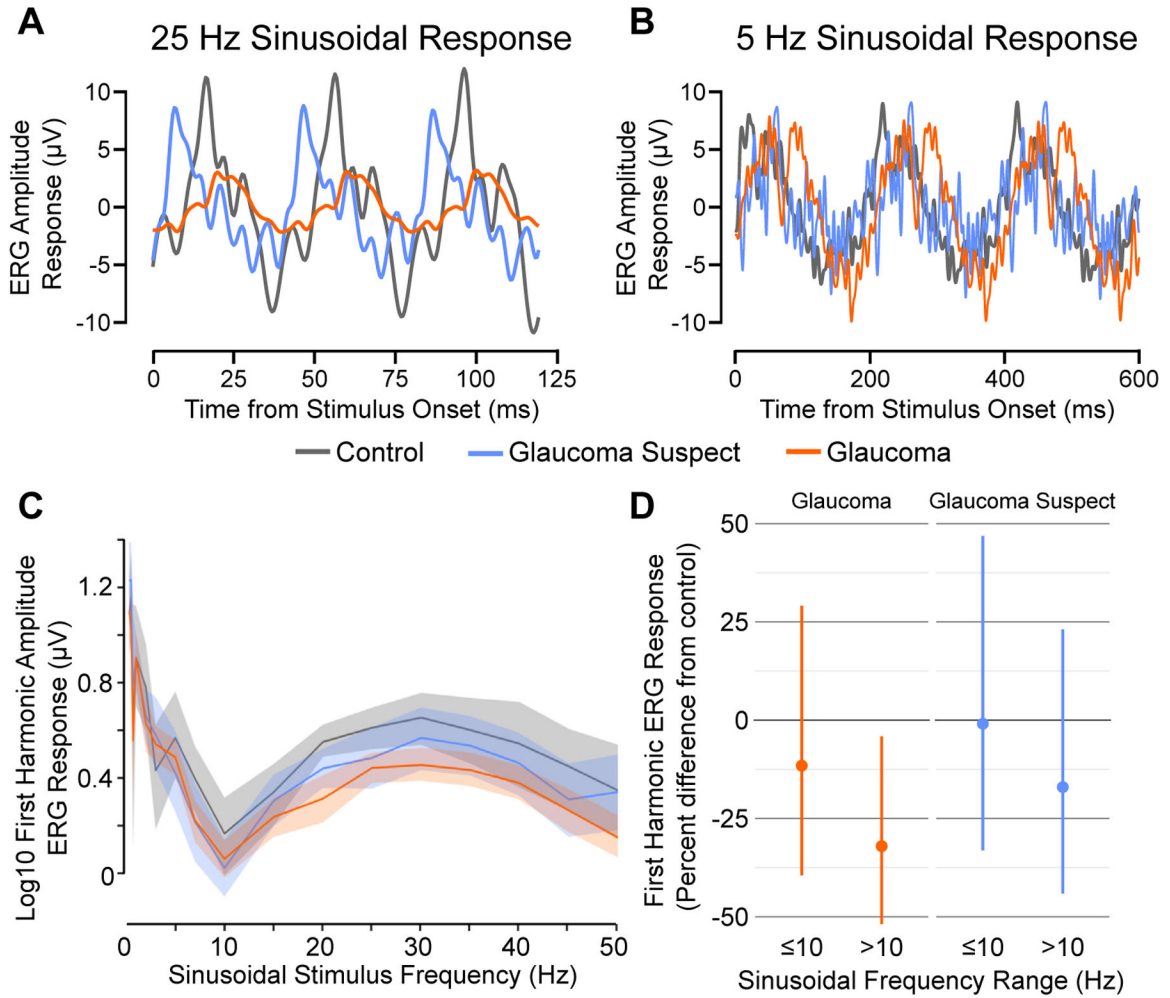 A
25 Hz Sinusoidal Response
ERG Amplitude
Response (µV)
10
5
0
-5
-10
0
25
50
75
100
125
Time from Stimulus Onset (ms)
B
5 Hz Sinusoidal Response
ERG Amplitude
Response (µV)
10
5
0
-5
-10
0
200
400
600
Time from Stimulus Onset (ms)
Control
Glaucoma Suspect
Glaucoma
C
Log10 First Harmonic Amplitude
ERG Response (µV)
1.2
0.8
0.4
0
0
10
20
30
40
50
Sinusoidal Stimulus Frequency (Hz)
D
Glaucoma
Glaucoma Suspect
First Harmonic ERG Response
(Percent difference from control)
50
25
0
-25
-50
≤10
>10
≤10
>10
Sinusoidal Frequency Range (Hz)